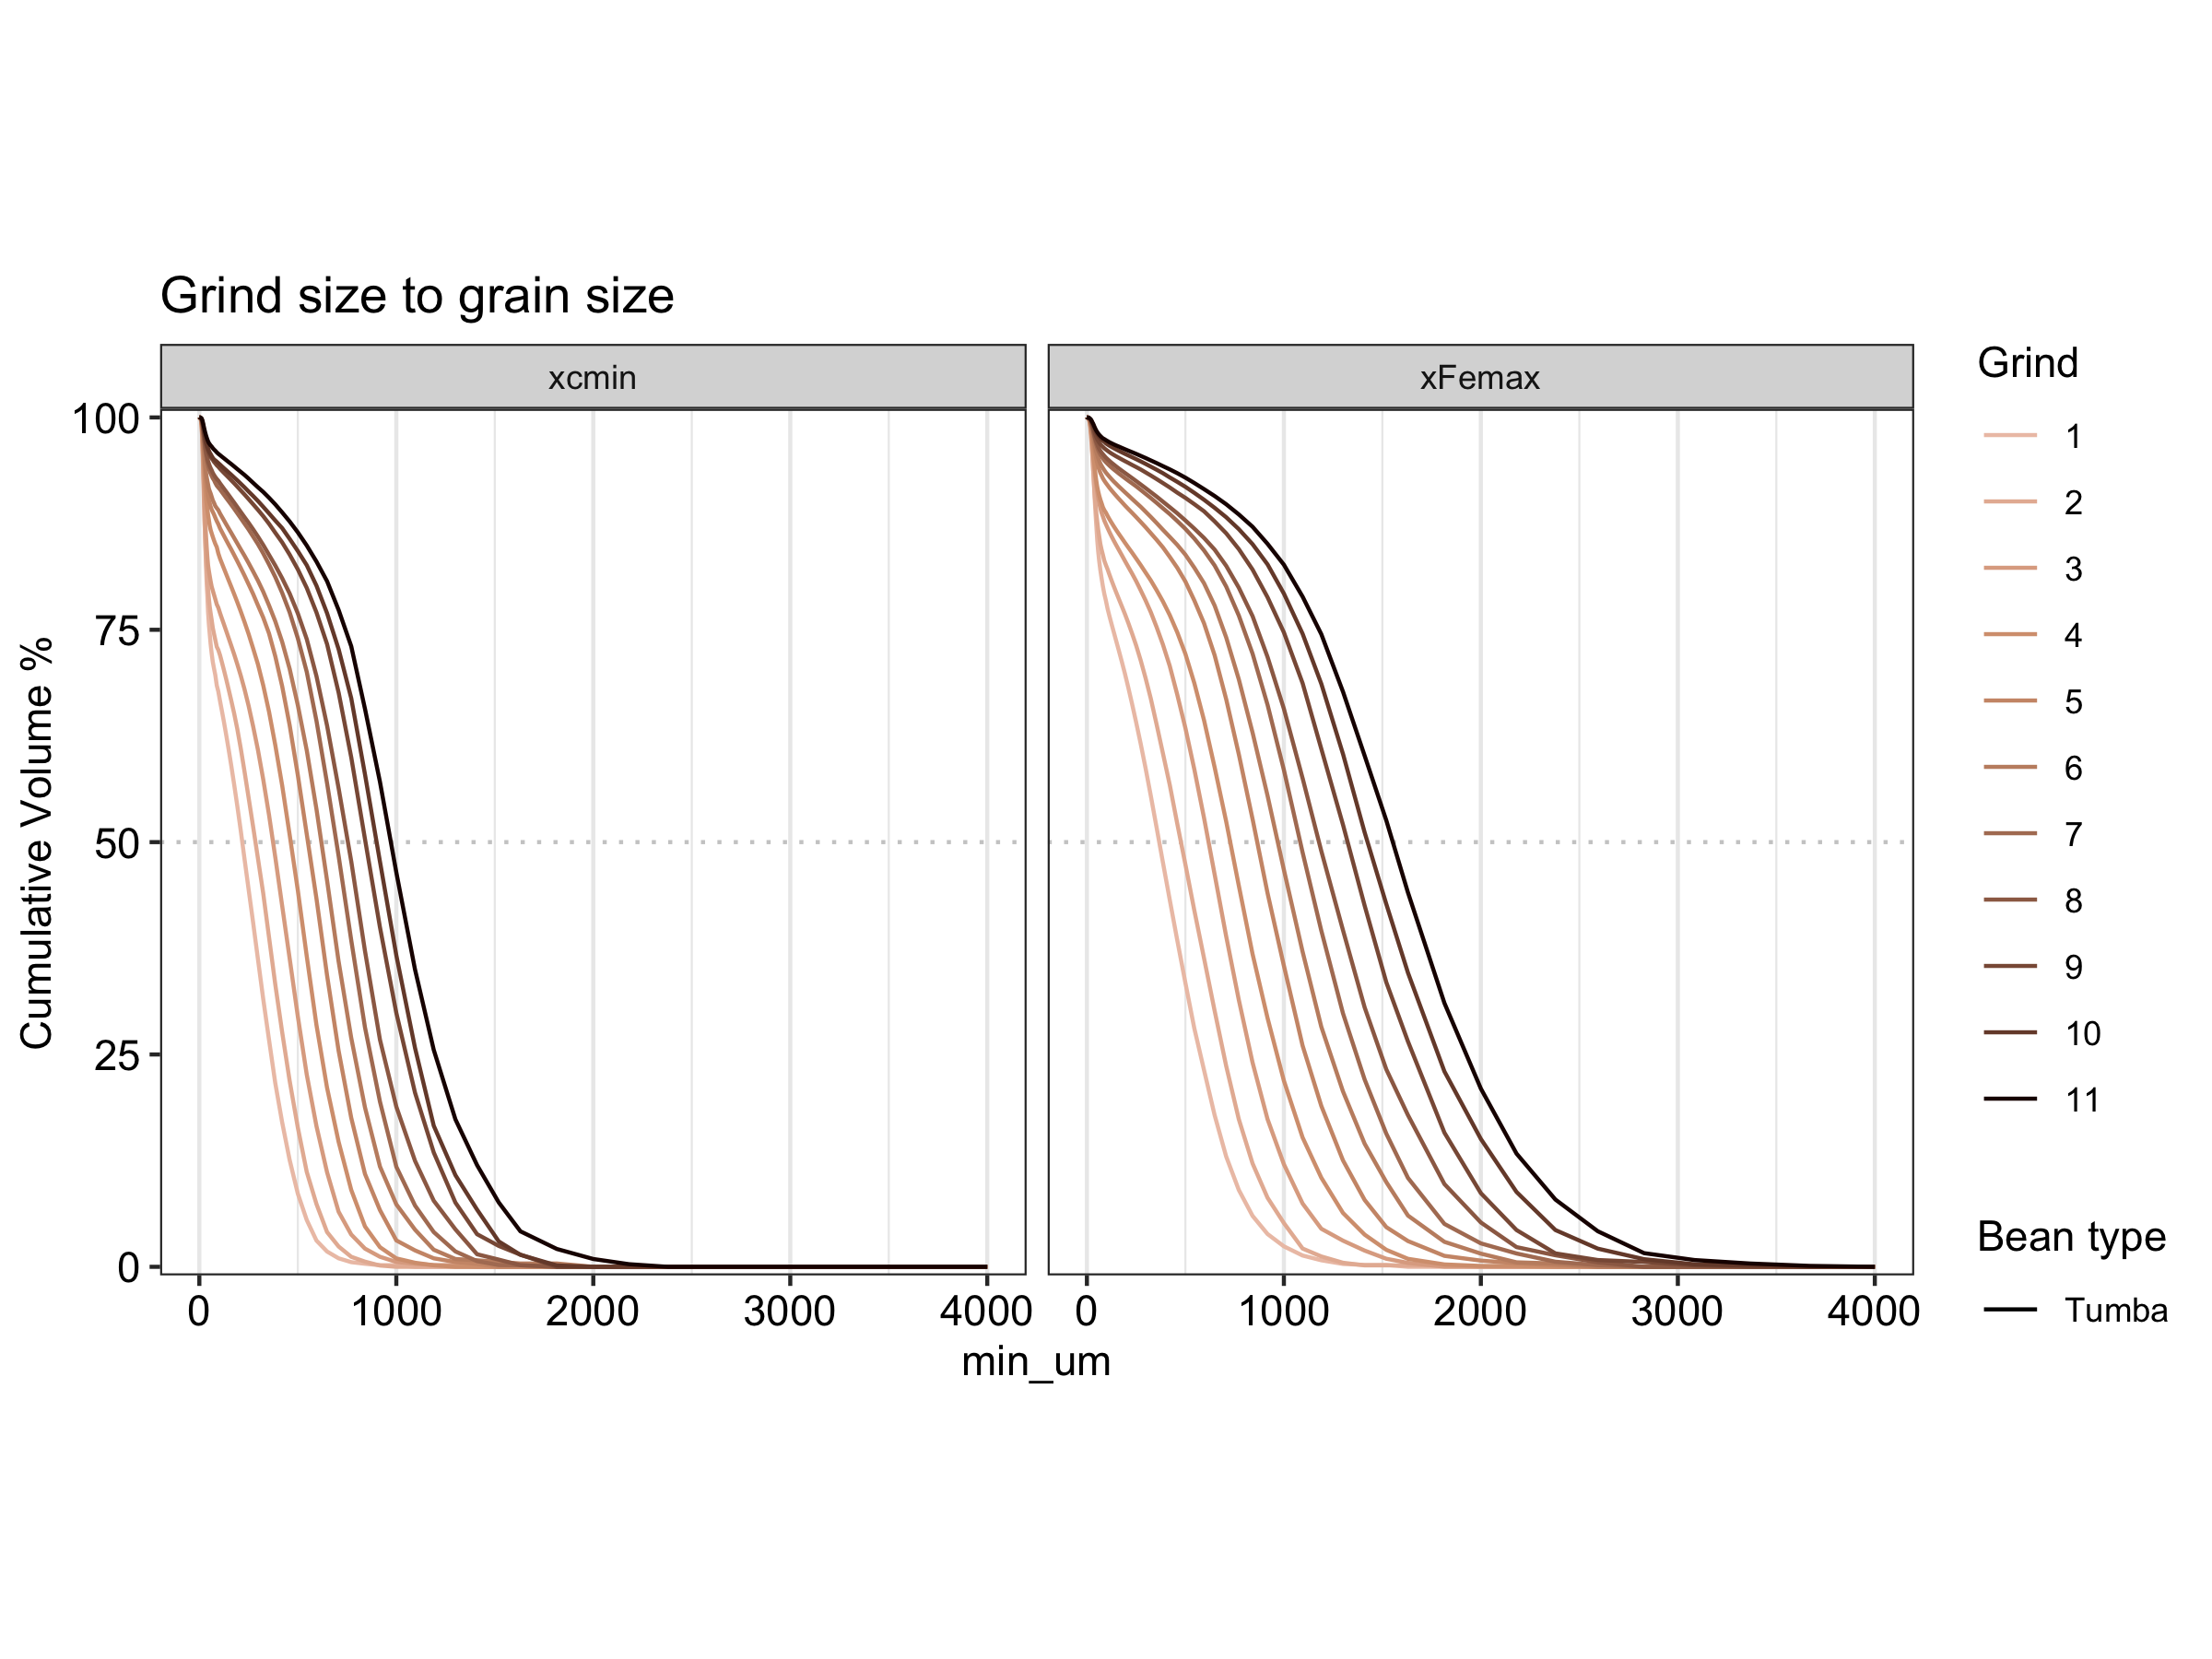 Grind size to grain size
xcmin
xFemax
Cumulative Volume %
100
75
50
25
0
0 1000 2000 3000 4000
0 1000 2000 3000 4000
min_um
Grind
1
2
3
4
5
6
7
8
9
10
11
Bean type
Tumba